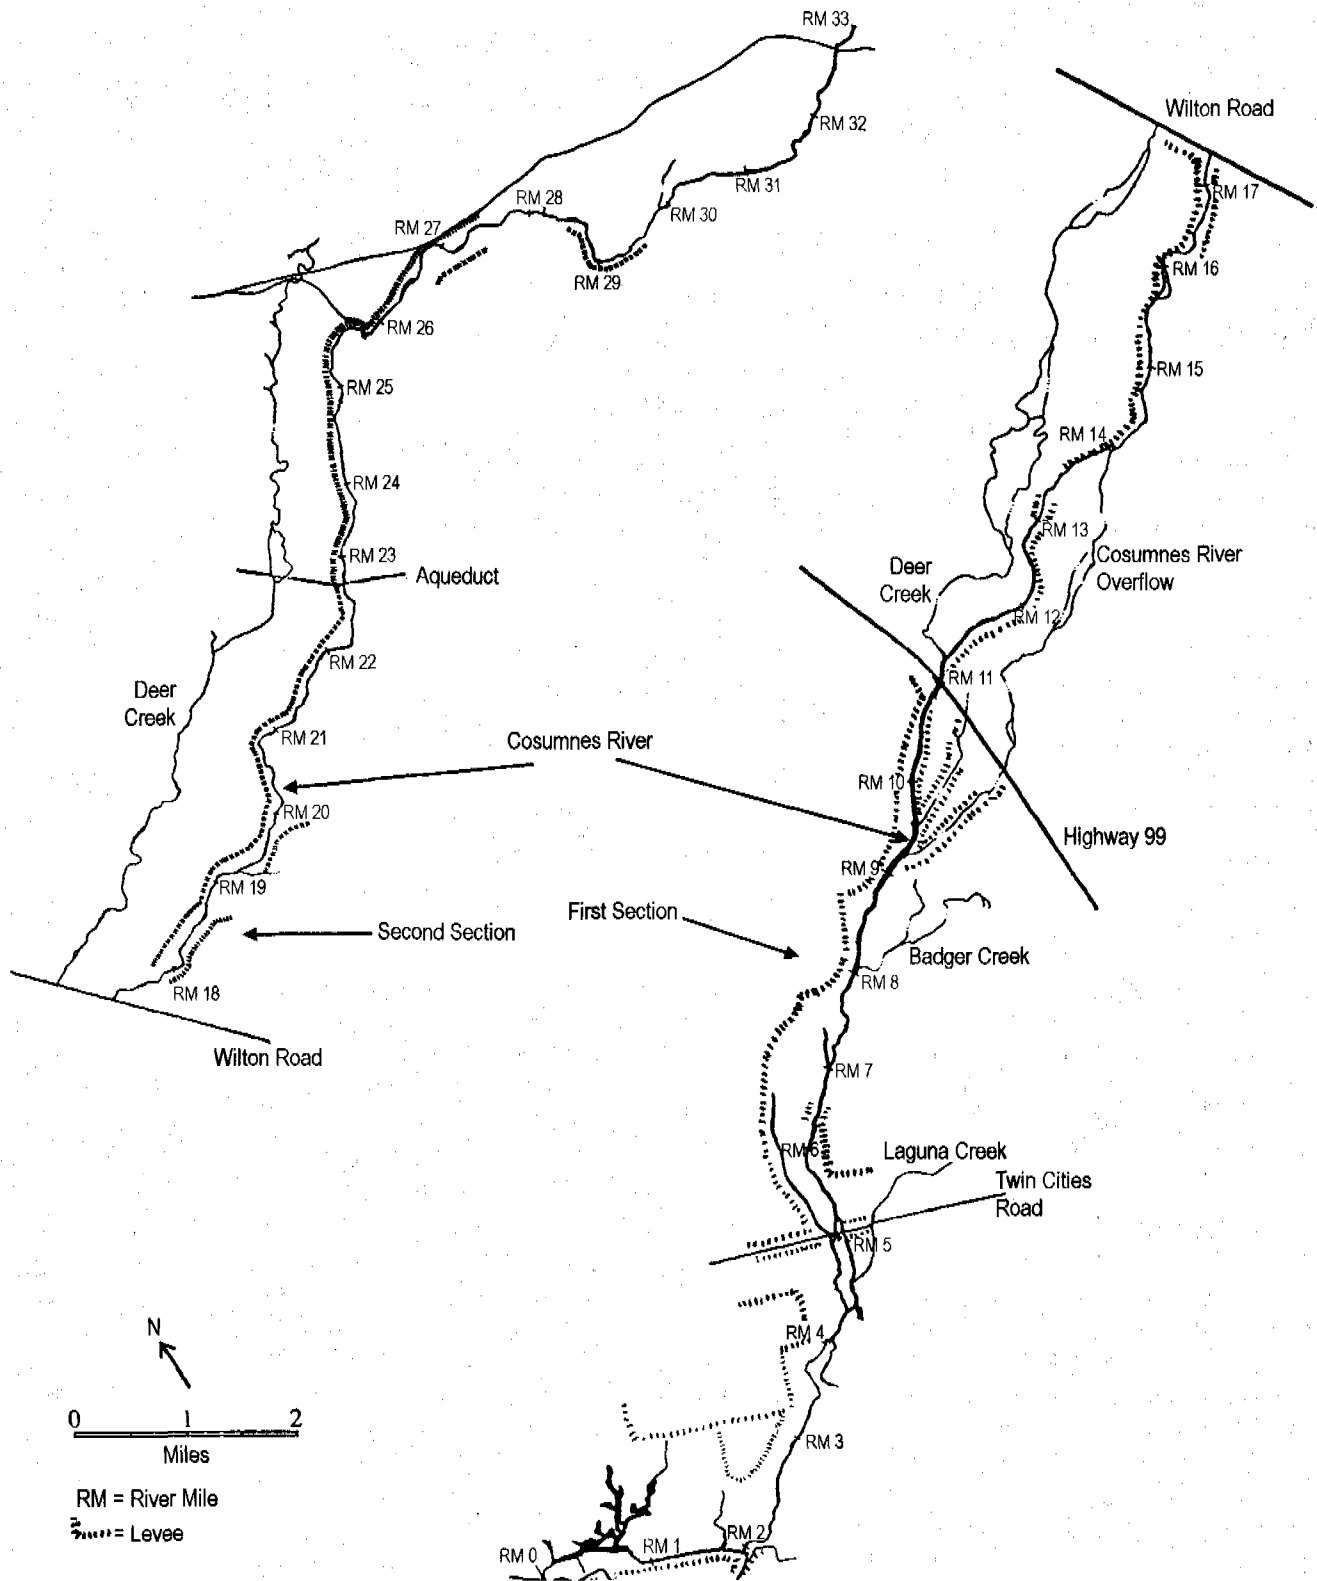 RM 33
Wilton Road
RM 32
RM 31
RM 17
RM 28
RM 30
RM 27
RM 16
RM 29
RM 26
RM 15
RM 25
RM 14
RM 24
RM 13
RM 23
Cosumnes River
Overflow
Aqueduct
Deer
Creek
RM 12
RM 22
RM 11
Deer
Creek
RM 21
Cosumnes River
RM 10
RM 20
Highway 99
RM 9
RM 19
First Section
Second Section
Badger Creek
RM 8
RM 18
Wilton Road
RM 7
RM 6
Laguna Creek
Twin Cities
Road
RM 5
N
RM 4
0 1 2
Miles
RM 3
RM = River Mile
= Levee
RM 2
RM 1
RM 0